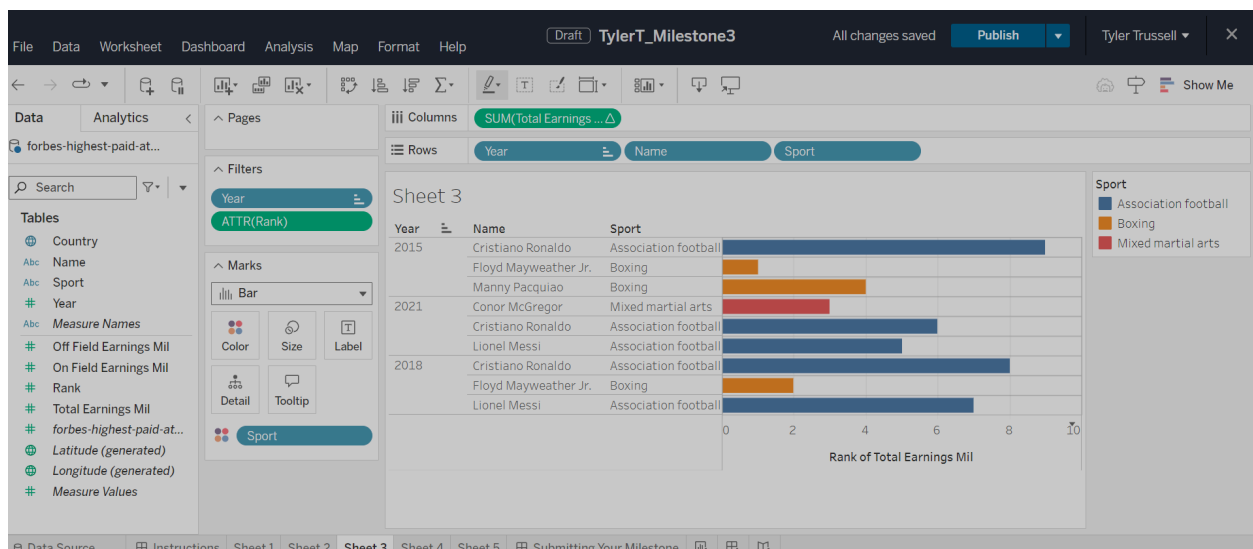 Draft TylerT_Milestone3 All changes saved Publish Tyler Trussell
File Data Worksheet Dashboard Analysis Map Format Help
Show Me
Data Analytics
forbes-highest-paid-at...
Search
Tables
Country
Abc Name
Abc Sport
# Year
Abc Measure Names
# Off Field Earnings Mil
# On Field Earnings Mil
# Rank
# Total Earnings Mil
# forbes-highest-paid-at...
Latitude (generated)
Longitude (generated)
# Measure Values
Pages
Filters
Year
ATTR(Rank)
Marks
Bar
Color Size Label
Detail Tooltip
Sport
Columns SUM(Total Earnings ...
Rows Year Name Sport
Sheet 3
Year Name Sport
2015 Cristiano Ronaldo Association football
Floyd Mayweather Jr. Boxing
Manny Pacquiao Boxing
2021 Conor McGregor Mixed martial arts
Cristiano Ronaldo Association football
Lionel Messi Association football
2018 Cristiano Ronaldo Association football
Floyd Mayweather Jr. Boxing
Lionel Messi Association football
0 2 4 6 8 10
Rank of Total Earnings Mil
Sport
Association football
Boxing
Mixed martial arts
Data Source Instructions Sheet 1 Sheet 2 Sheet 3 Sheet 4 Sheet 5 Submitting Your Milestone